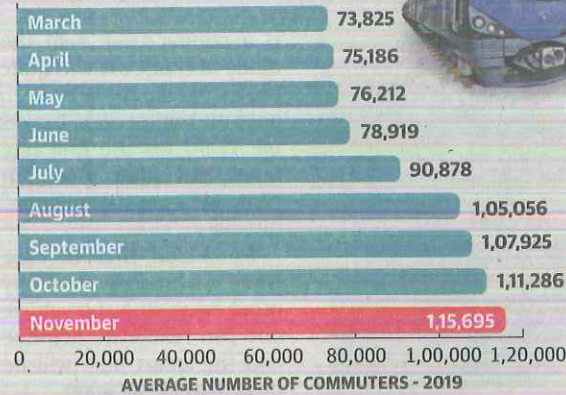 March 73,825
April 75,186
May 76,212
June 78,919
July 90,878
August 1,05,056
September 1,07,925
October 1,11,286
November 1,15,695
0 20,000 40,000 60,000 80,000 1,00,000 1,20,000
AVERAGE NUMBER OF COMMUTERS - 2019